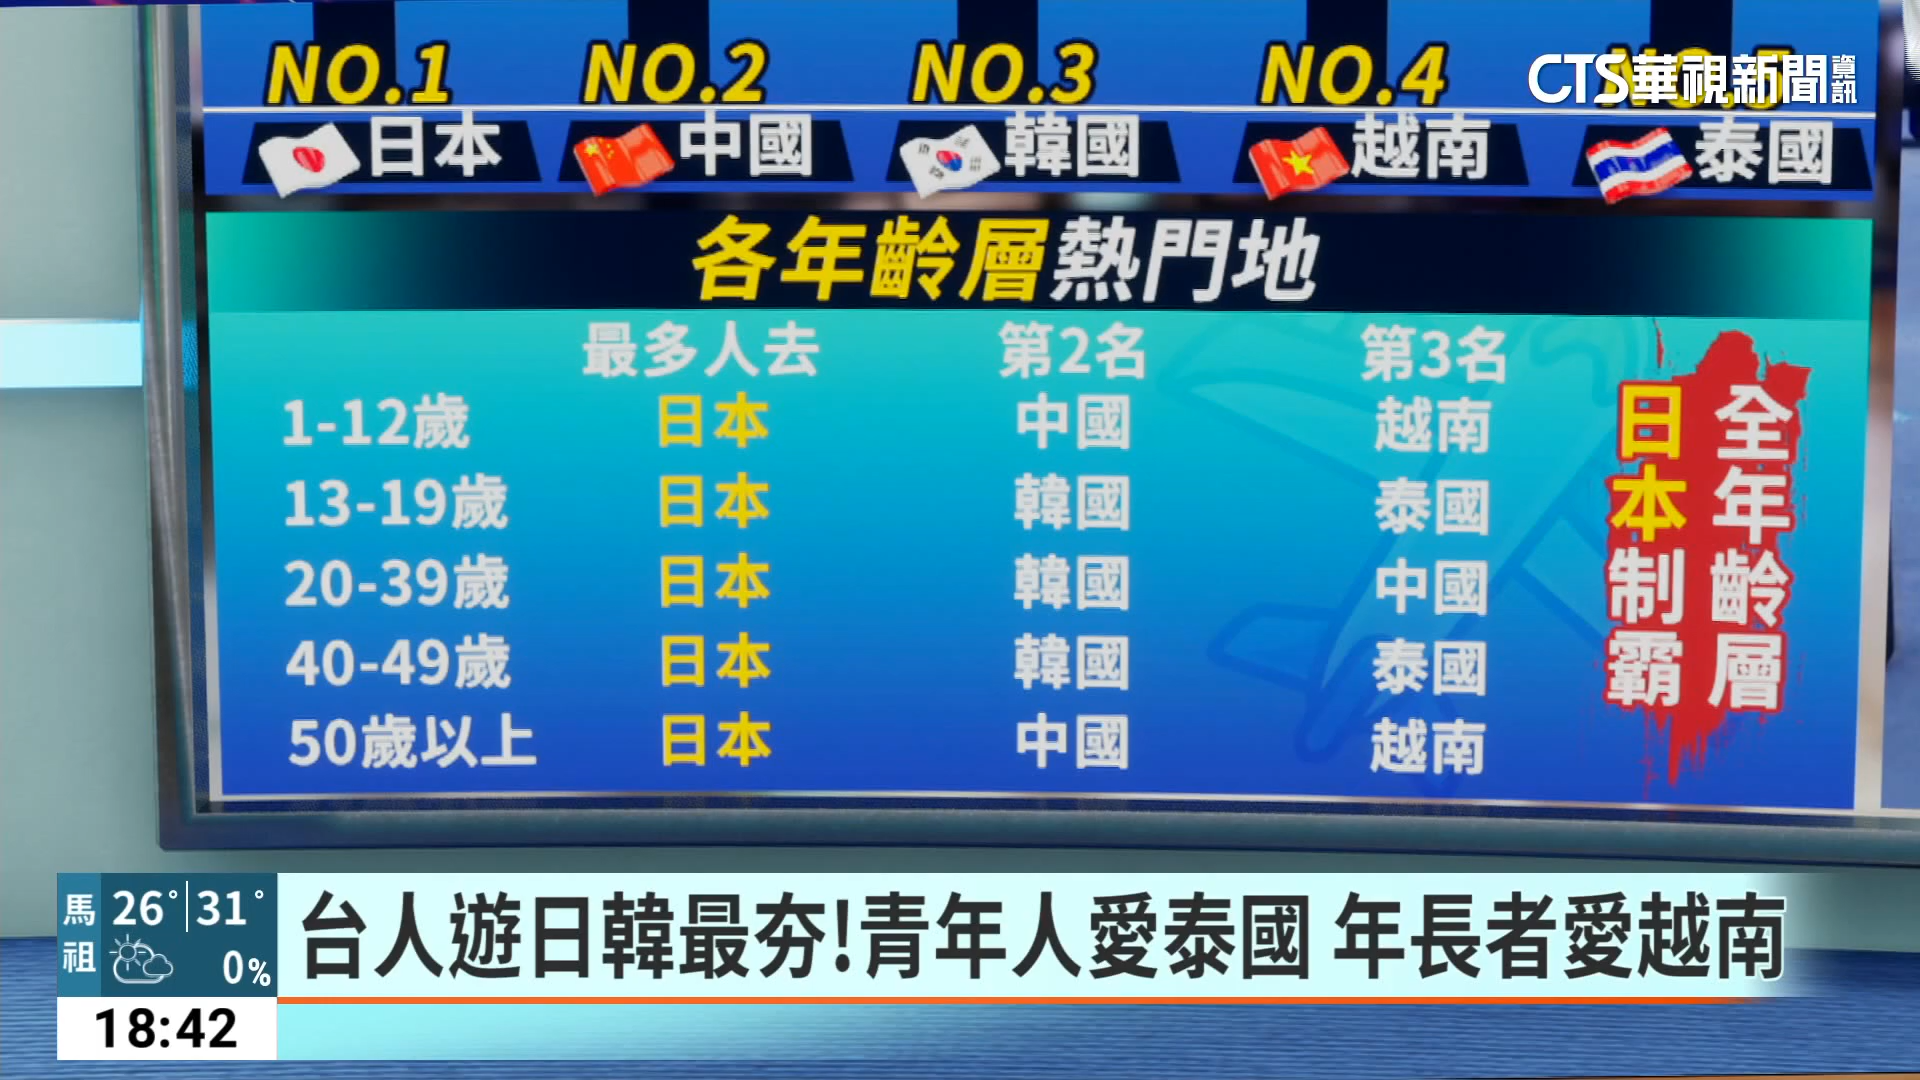 NO.1 NO.2 NO.3 NO.4
CTS華視新聞資訊
日本 中國 韓國 越南 泰國
各年齡層熱門地
最多人去 第2名 第3名
1-12歲 日本 中國 越南
13-19歲 日本 韓國 泰國
20-39歲 日本 韓國 中國
40-49歲 日本 韓國 泰國
50歲以上 日本 中國 越南
全年齡層
日本制霸
馬祖 26° 31°
0%
台人遊日韓最夯!青年人愛泰國 年長者愛越南
18:42